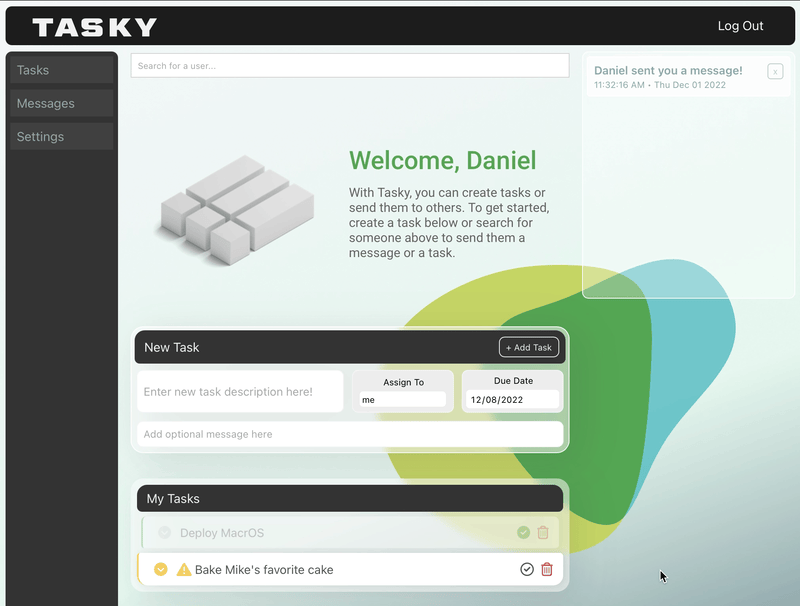 TASKY
Log Out
Tasks
Messages
Settings
Search for a user...
Daniel sent you a message!
x
11:32:16 AM • Thu Dec 01 2022
Welcome, Daniel
With Tasky, you can create tasks or
send them to others. To get started,
create a task below or search for
someone above to send them a
message or a task.
New Task
+ Add Task
Enter new task description here!
Assign To
me
Due Date
12/08/2022
Add optional message here
My Tasks
Deploy MacOS
Bake Mike's favorite cake